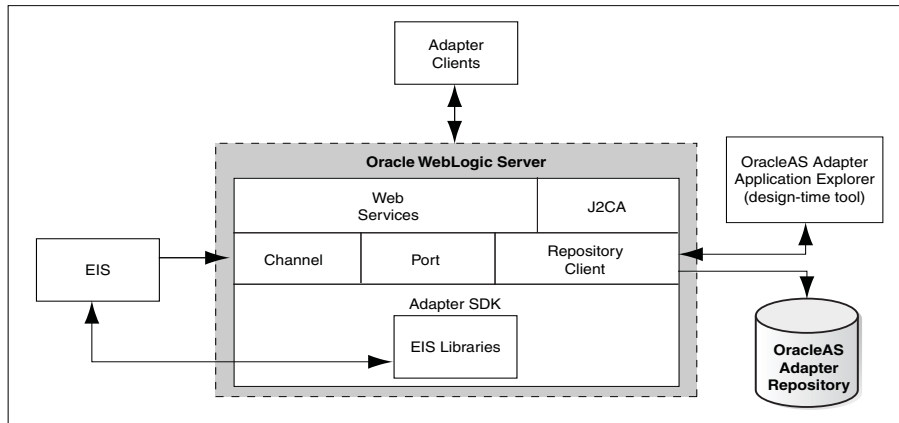 Adapter
Clients
Oracle WebLogic Server
Web
Services
J2CA
OracleAS Adapter
Application Explorer
(design-time tool)
EIS
Channel
Port
Repository
Client
Adapter SDK
EIS Libraries
OracleAS
Adapter
Repository